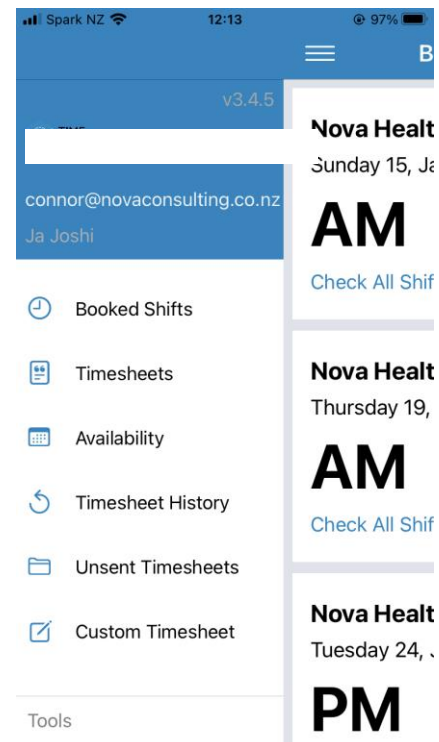 Spark NZ 12:13 97%
B
v3.4.5
connor@novaconsulting.co.nz
Ja Joshi
Booked Shifts
Timesheets
Availability
Timesheet History
Unsent Timesheets
Custom Timesheet
Tools
Nova Healt
Sunday 15, Ja
AM
Check All Shif
Nova Healt
Thursday 19,
AM
Check All Shif
Nova Healt
Tuesday 24, J
PM